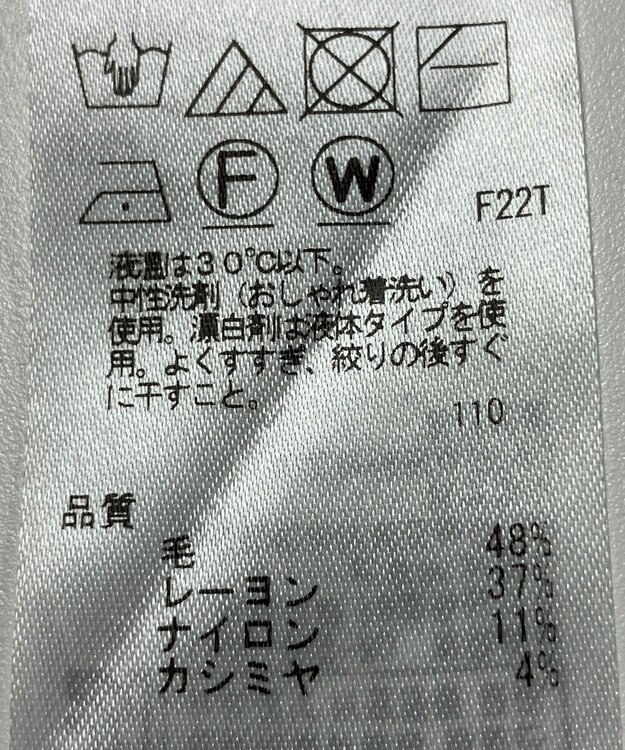 F
W
F22T
液温は30℃以下。
中性洗剤（おしゃれ着洗い）を
使用。漂白剤は液体タイプを使
用。よくすすぎ、絞りの後すぐ
に干すこと。
110
品質
毛 48%
レーヨン 37%
ナイロン 11%
カシミヤ 4%